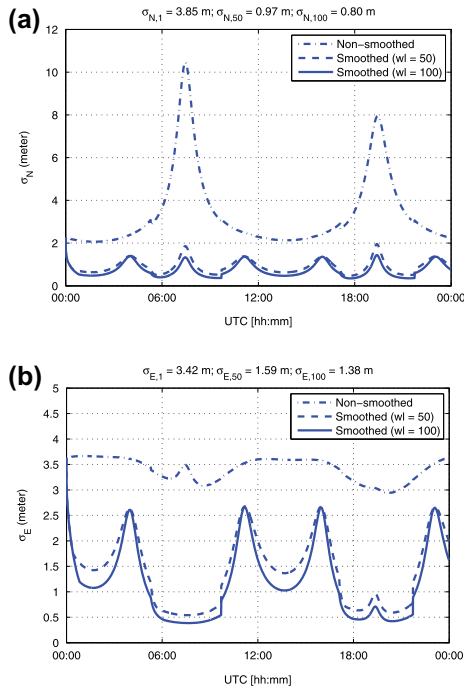 (a)
σN,1 = 3.85 m; σN,50 = 0.97 m; σN,100 = 0.80 m
12
10
8
6
4
2
0
σN (meter)
Non−smoothed
Smoothed (wl = 50)
Smoothed (wl = 100)
00:00 06:00 12:00 18:00 00:00
UTC [hh:mm]
(b)
σE,1 = 3.42 m; σE,50 = 1.59 m; σE,100 = 1.38 m
5
4.5
4
3.5
3
2.5
2
1.5
1
0.5
0
σE (meter)
Non−smoothed
Smoothed (wl = 50)
Smoothed (wl = 100)
00:00 06:00 12:00 18:00 00:00
UTC [hh:mm]